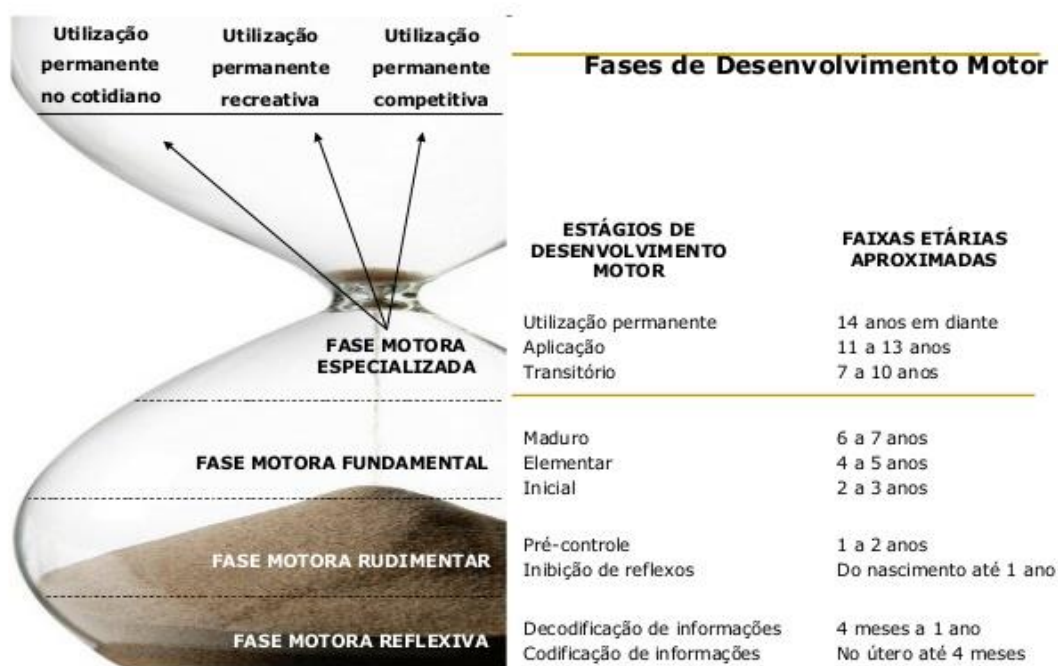 Utilização permanente no cotidiano
Utilização permanente recreativa
Utilização permanente competitiva
Fases de Desenvolvimento Motor
ESTÁGIOS DE
DESENVOLVIMENTO
MOTOR
FAIXAS ETÁRIAS
APROXIMADAS
FASE MOTORA
ESPECIALIZADA
Utilização permanente 14 anos em diante
Aplicação 11 a 13 anos
Transitório 7 a 10 anos
FASE MOTORA FUNDAMENTAL
Maduro 6 a 7 anos
Elementar 4 a 5 anos
Inicial 2 a 3 anos
FASE MOTORA RUDIMENTAR
Pré-controle 1 a 2 anos
Inibição de reflexos Do nascimento até 1 ano
FASE MOTORA REFLEXIVA
Decodificação de informações 4 meses a 1 ano
Codificação de informações No útero até 4 meses